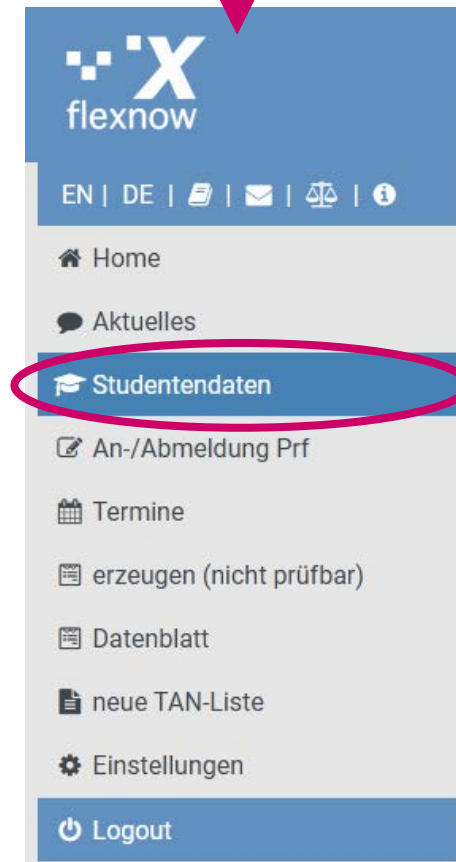 X
flexnow
EN | DE | | | |
Home
Aktuelles
Studentendaten
An-/Abmeldung Prf
Termine
erzeugen (nicht prüfbar)
Datenblatt
neue TAN-Liste
Einstellungen
Logout